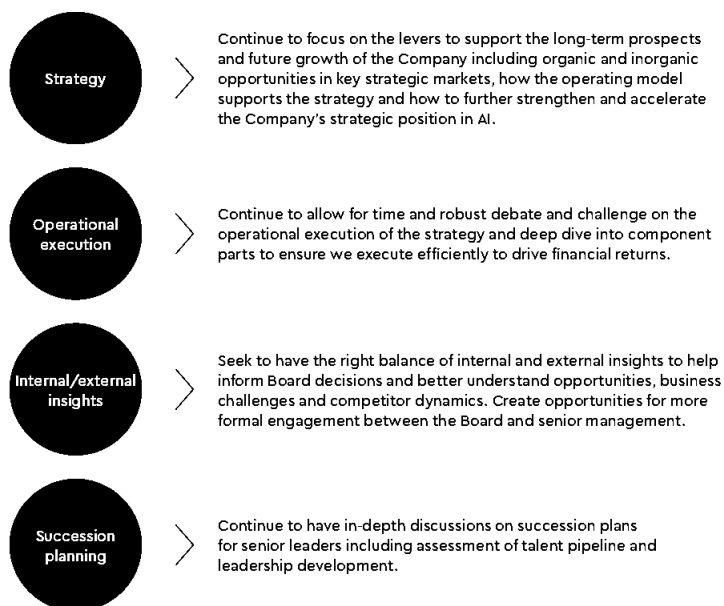 Strategy
Continue to focus on the levers to support the long-term prospects
and future growth of the Company including organic and inorganic
opportunities in key strategic markets, how the operating model
supports the strategy and how to further strengthen and accelerate
the Company's strategic position in AI.
Operational
execution
Continue to allow for time and robust debate and challenge on the
operational execution of the strategy and deep dive into component
parts to ensure we execute efficiently to drive financial returns.
Internal/external
insights
Seek to have the right balance of internal and external insights to help
inform Board decisions and better understand opportunities, business
challenges and competitor dynamics. Create opportunities for more
formal engagement between the Board and senior management.
Succession
planning
Continue to have in-depth discussions on succession plans
for senior leaders including assessment of talent pipeline and
leadership development.